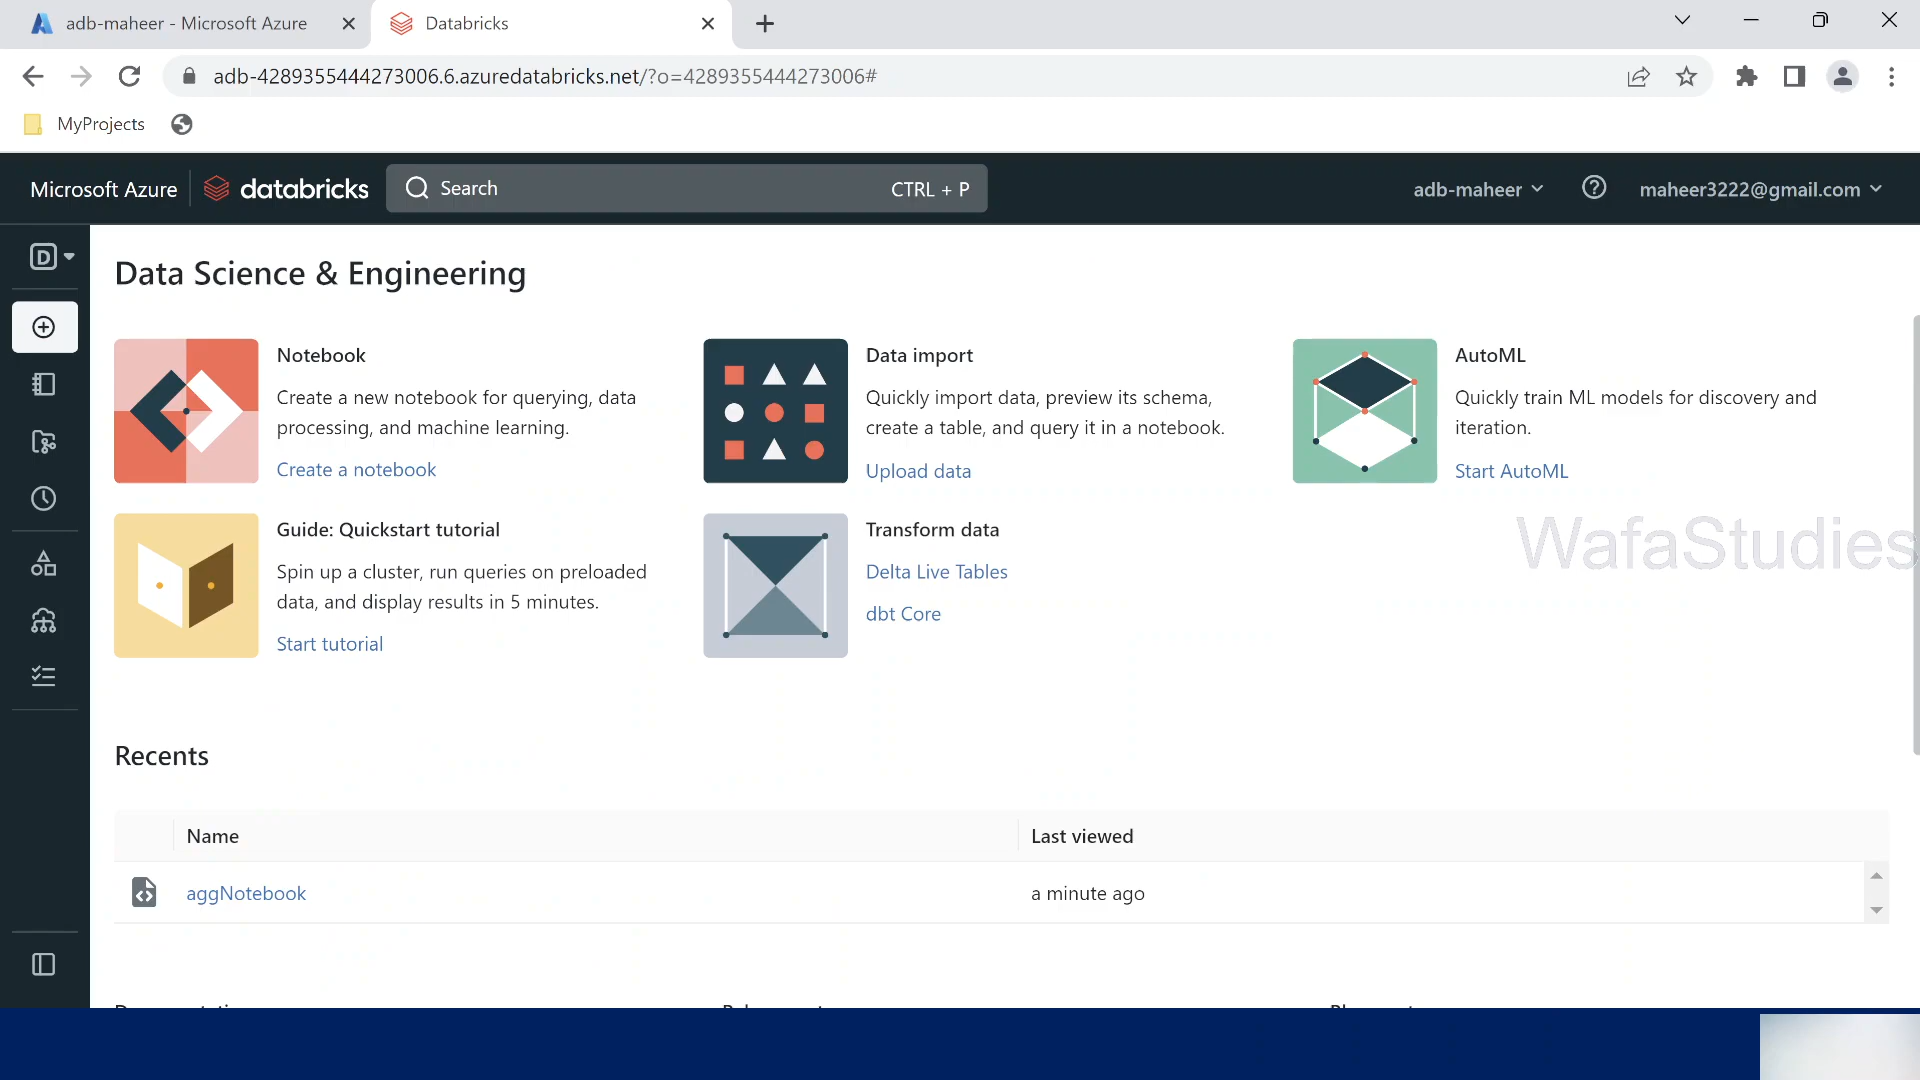 adb-maheer - Microsoft Azure
Databricks
adb-4289355444273006.6.azuredatabricks.net/?o=4289355444273006#
MyProjects
Microsoft Azure
databricks
Search
CTRL + P
adb-maheer
maheer3222@gmail.com
D
Data Science & Engineering
Notebook
Create a new notebook for querying, data
processing, and machine learning.
Create a notebook
Data import
Quickly import data, preview its schema,
create a table, and query it in a notebook.
Upload data
AutoML
Quickly train ML models for discovery and
iteration.
Start AutoML
Guide: Quickstart tutorial
Spin up a cluster, run queries on preloaded
data, and display results in 5 minutes.
Start tutorial
Transform data
Delta Live Tables
dbt Core
WafaStudies
Recents
Name
Last viewed
aggNotebook
a minute ago